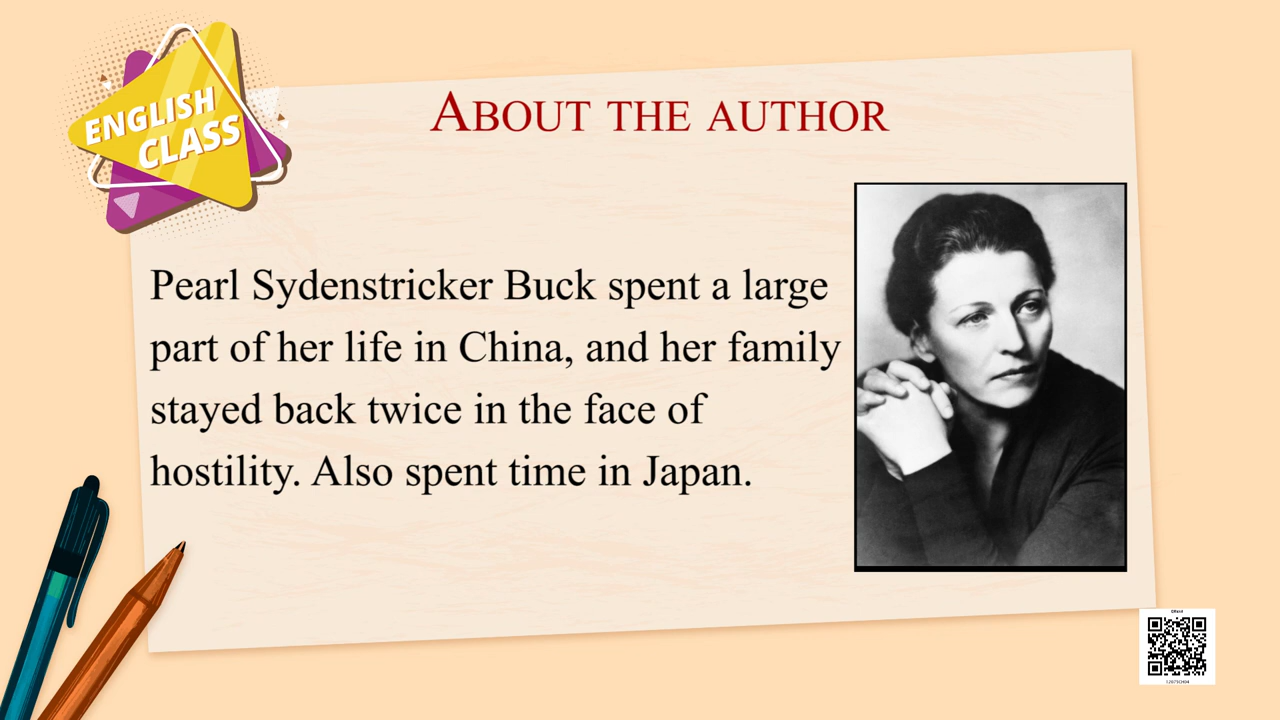 ENGLISH
CLASS
ABOUT THE AUTHOR
Pearl Sydenstricker Buck spent a large
part of her life in China, and her family
stayed back twice in the face of
hostility. Also spent time in Japan.